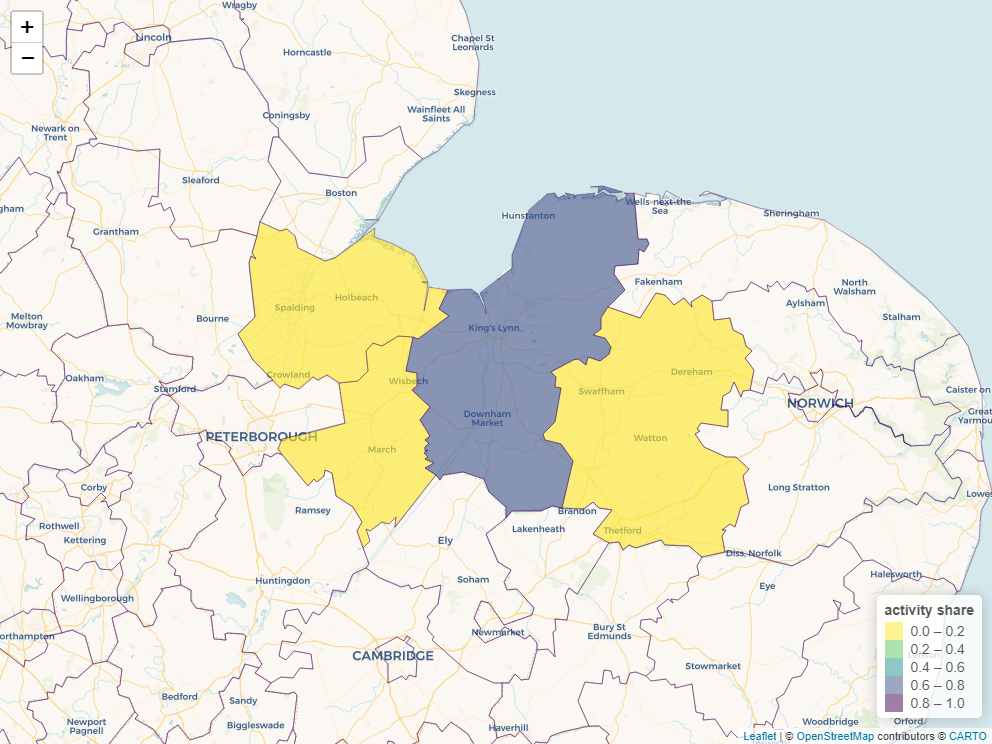 Wragby
+
−
Lincoln
Chapel St
Leonards
Horncastle
Skegness
Wainfleet All
Saints
Coningsby
Newark on
Trent
Sleaford
Boston
Wells-next-the-
Sea
gham
Hunstanton
Sheringham
Grantham
Fakenham
North
Walsham
Holbeach
Aylsham
Spalding
Melton
Mowbray
Bourne
Stalham
King's Lynn
Dereham
Crowland
Oakham
Wisbech
Stamford
Swaffham
Caister on
NORWICH
Downham
Market
Great
Yarmou
PETERBOROUGH
Watton
March
Corby
Long Stratton
Lowes
Ramsey
Brandon
Rothwell
Lakenheath
Thetford
Kettering
Ely
Diss, Norfolk
Huntingdon
Soham
Halesworth
Eye
Wellingborough
Bury St
Edmunds
Newmarket
orthampton
CAMBRIDGE
Stowmarket
Bedford
Sandy
Newport
Pagnell
Biggleswade
Haverhill
Woodbridge
Orford
activity share
0.0 – 0.2
0.2 – 0.4
0.4 – 0.6
0.6 – 0.8
0.8 – 1.0
Leaflet | © OpenStreetMap contributors © CARTO